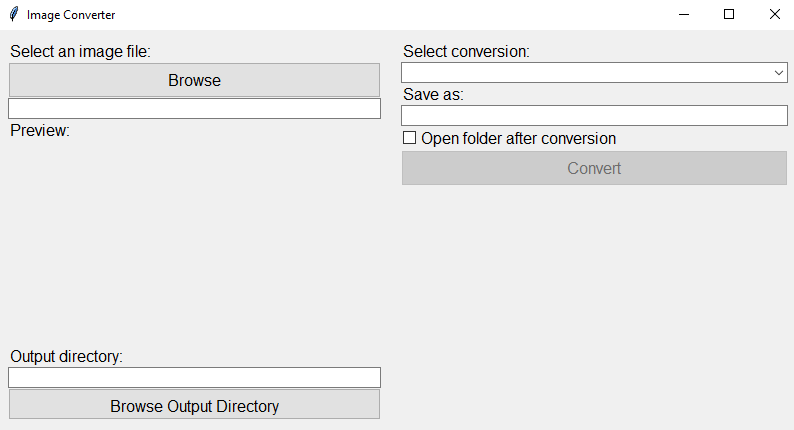 Image Converter
Select an image file:
Browse
Preview:
Output directory:
Browse Output Directory
Select conversion:
Save as:
Open folder after conversion
Convert